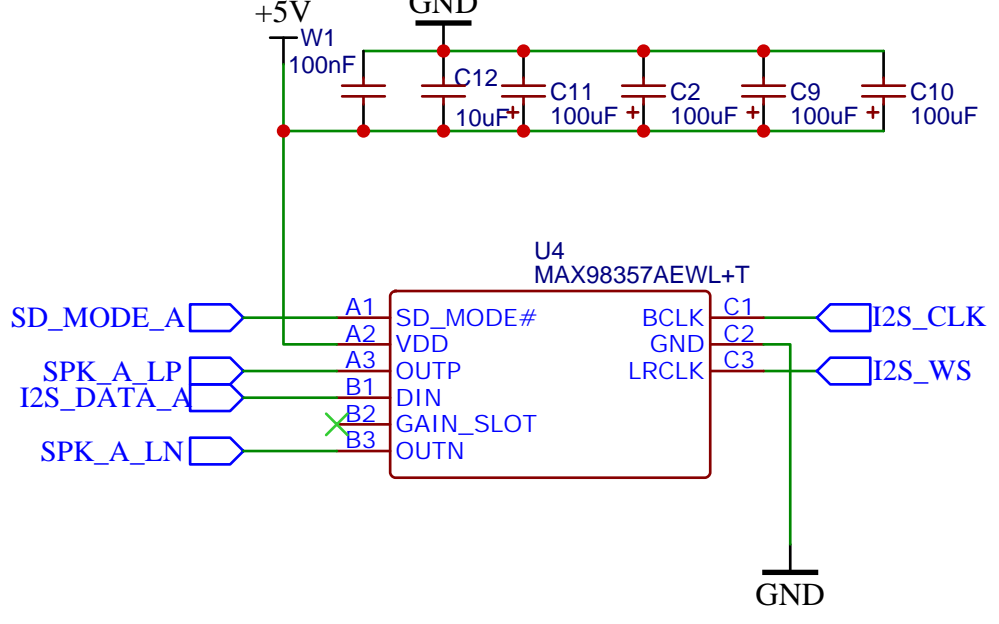 GND
+5V
W1
100nF
C12
10uF
+
C11
100uF
+
C2
100uF
+
C9
100uF
+
C10
100uF
U4
MAX98357AEWL+T
SD_MODE_A
A1
SD_MODE#
BCLK
C1
I2S_CLK
A2
VDD
GND
C2
SPK_A_LP
A3
OUTP
LRCLK
C3
I2S_WS
I2S_DATA_A
B1
DIN
B2
GAIN_SLOT
SPK_A_LN
B3
OUTN
GND